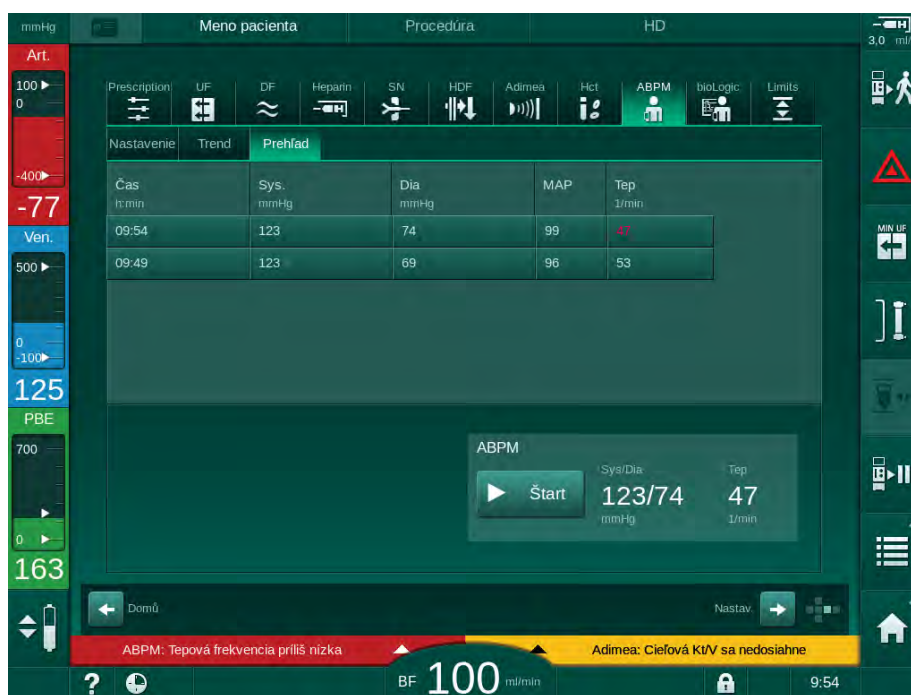 mmHg
Meno pacienta
Procedúra
HD
3,0 ml/
Art.
100
0
-400
-77
Ven.
500
0
-100
125
PBE
700
0
163
Prescription
UF
DF
Heparin
SN
HDF
Adimea
Hct
ABPM
bioLogic
Limits
Nastavenie
Trend
Prehľad
Čas
h:min
Sys.
mmHg
Dia
mmHg
MAP
Tep
1/min
09:54 123 74 99 47
09:49 123 69 96 53
ABPM
Štart
Sys/Dia
123/74
mmHg
Tep
47
1/min
MIN UF
Domů
Nastav.
ABPM: Tepová frekvencia príliš nízka
Adimea: Cieľová Kt/V sa nedosiahne
?
BF 100 ml/min
9:54